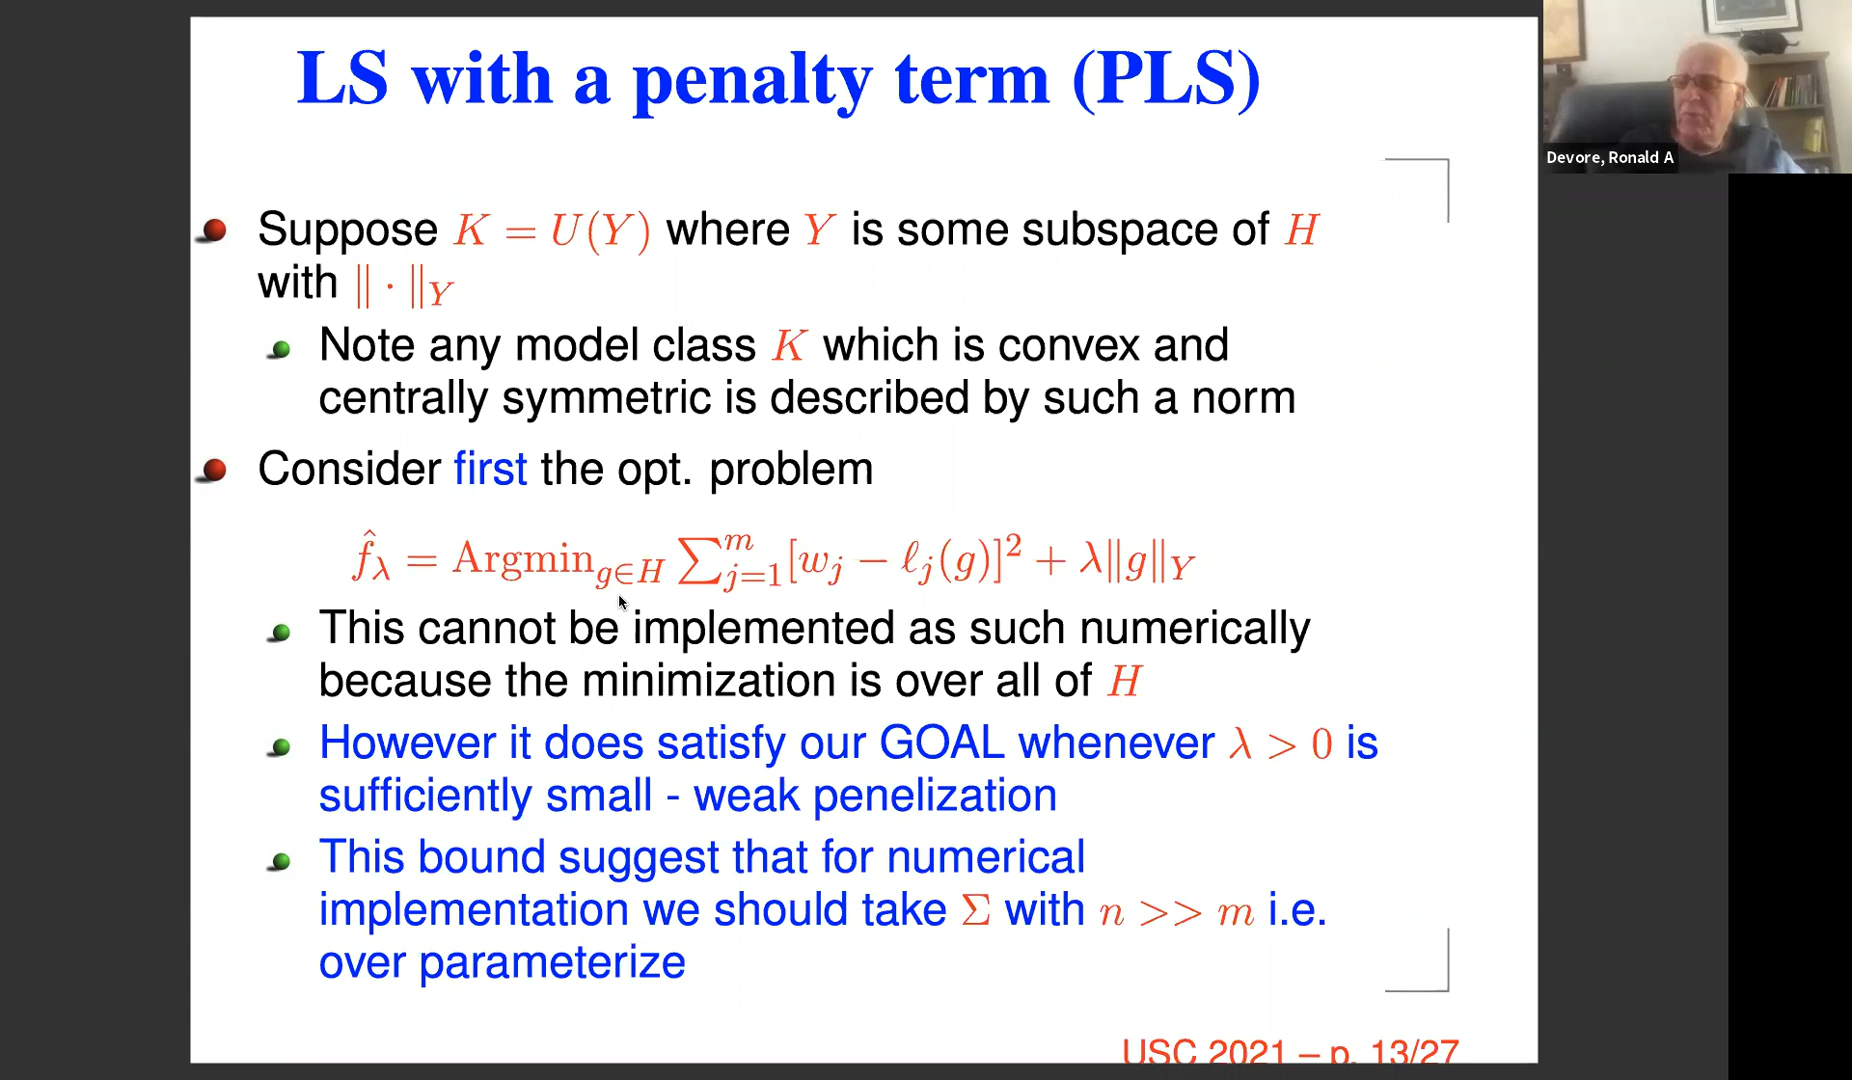 LS with a penalty term (PLS)
Devore, Ronald A
Suppose K = U(Y) where Y is some subspace of H
with ‖ · ‖_Y
Note any model class K which is convex and
centrally symmetric is described by such a norm
Consider first the opt. problem
f̂_λ = Argmin_{g∈H} ∑_{j=1}^m [w_j − ℓ_j(g)]² + λ‖g‖_Y
This cannot be implemented as such numerically
because the minimization is over all of H
However it does satisfy our GOAL whenever λ > 0 is
sufficiently small - weak penelization
This bound suggest that for numerical
implementation we should take Σ with n >> m i.e.
over parameterize
USC 2021 – p. 13/27